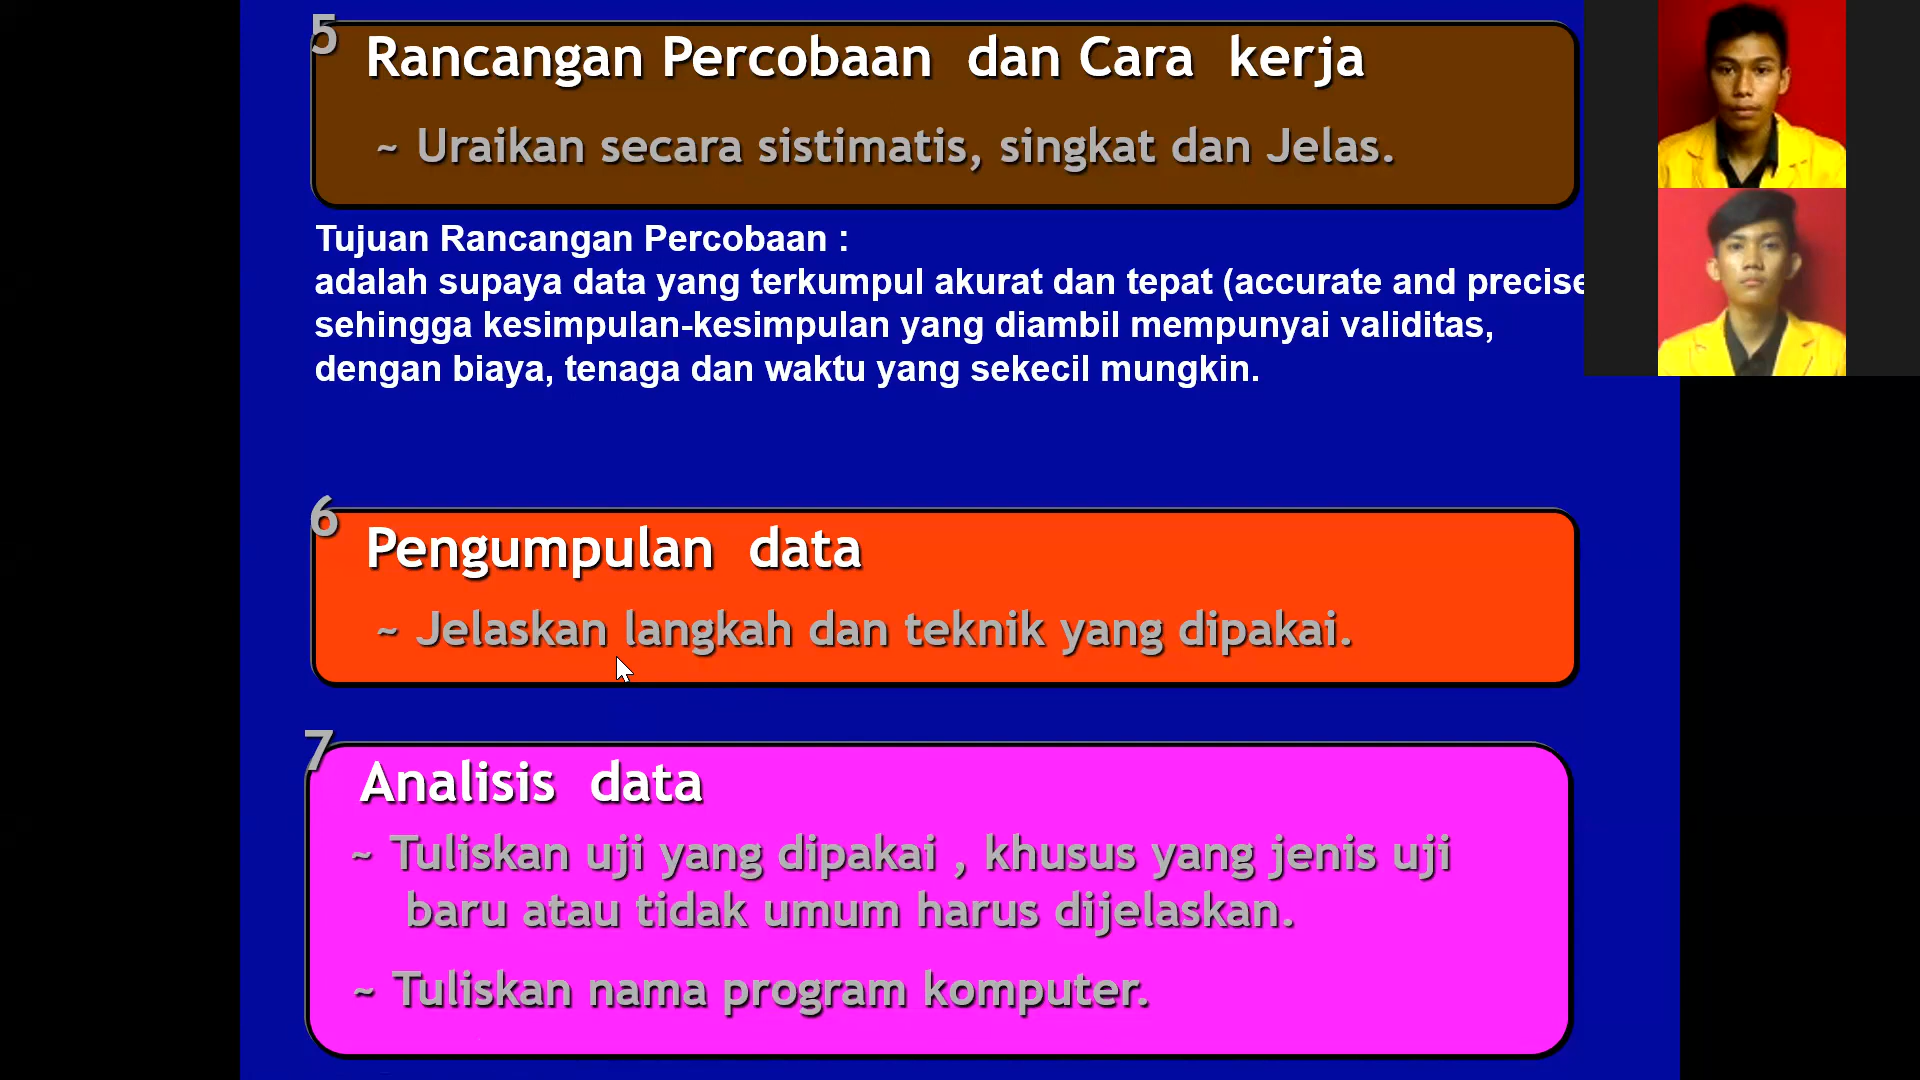 5
Rancangan Percobaan dan Cara kerja
~ Uraikan secara sistimatis, singkat dan Jelas.
Tujuan Rancangan Percobaan :
adalah supaya data yang terkumpul akurat dan tepat (accurate and precise
sehingga kesimpulan-kesimpulan yang diambil mempunyai validitas,
dengan biaya, tenaga dan waktu yang sekecil mungkin.
6
Pengumpulan data
~ Jelaskan langkah dan teknik yang dipakai.
7
Analisis data
~ Tuliskan uji yang dipakai , khusus yang jenis uji
baru atau tidak umum harus dijelaskan.
~ Tuliskan nama program komputer.